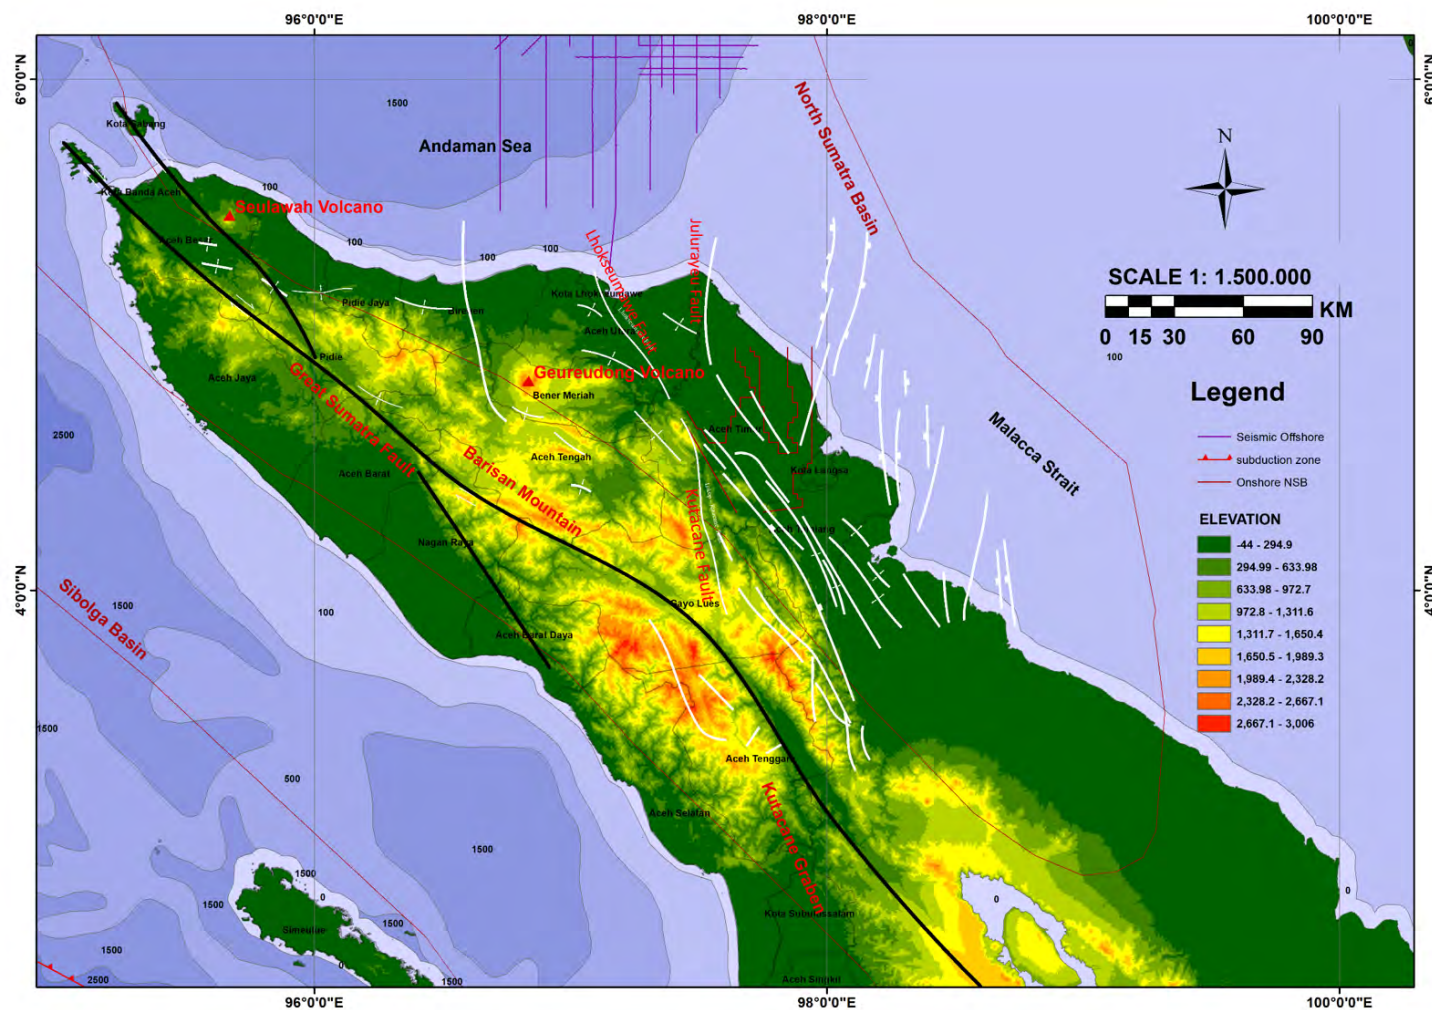 96°0'0"E
98°0'0"E
100°0'0"E
6°0'0"N
6°0'0"N
0
1500
Andaman Sea
Kota Sabang
North Sumatra Basin
N
100
Kota Banda Aceh
Seulawah Volcano
Aceh Besar
100
100
100
Lhokseumawe Fault
Julurayeu Fault
SCALE 1: 1.500.000
KM
0 15 30 60 90
100
Kota Lhokseumawe
Pidie Jaya
Bireuen
Aceh Utara
Pidie
Great Sumatra Fault
Aceh Jaya
Geureudong Volcano
Bener Meriah
Legend
Seismic Offshore
subduction zone
Onshore NSB
Malacca Strait
2500
Aceh Timur
Barisan Mountain
Aceh Tengah
Aceh Barat
Kota Langsa
Kutacane Fault
ELEVATION
-44 - 294.9
294.99 - 633.98
633.98 - 972.7
972.8 - 1,311.6
1,311.7 - 1,650.4
1,650.5 - 1,989.3
1,989.4 - 2,328.2
2,328.2 - 2,667.1
2,667.1 - 3,006
Nagan Raya
4°0'0"N
4°0'0"N
Sibolga Basin
1500
100
Gayo Lues
Aceh Barat Daya
1500
Aceh Tenggara
500
Kutacane Graben
Aceh Selatan
1500
1500
0
0
0
1500
1500
Kota Subulussalam
Simeulue
1500
0
2500
1500
Aceh Singkil
96°0'0"E
98°0'0"E
100°0'0"E